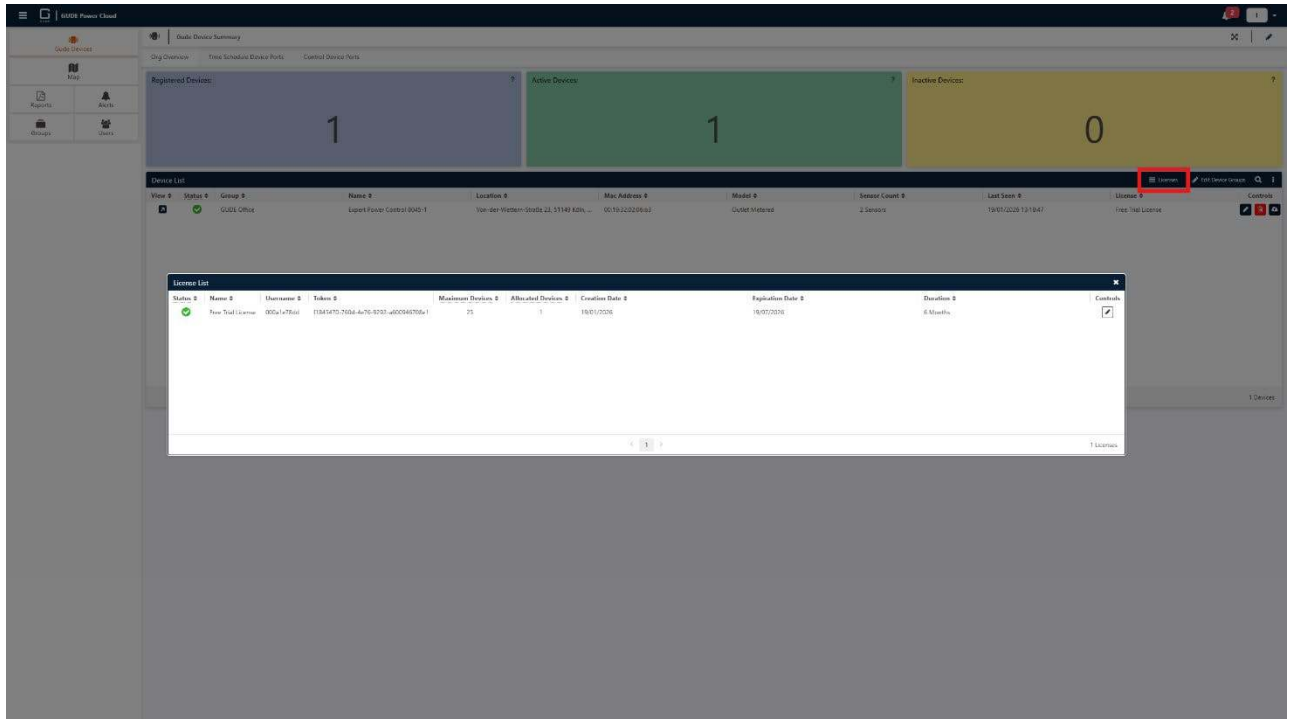 GUDE Power Cloud
2
1
Gude Devices
Map
Reports
Alerts
Groups
Users
Gude Device Summary
Org Overview
Time Schedule Device Ports
Control Device Ports
Registered Devices: ?
1
Active Devices: ?
1
Inactive Devices: ?
0
Device List
Licenses
Edit Device Groups
View Status Group Name Location Mac Address Model Sensor Count Last Seen License Controls
GUDE Office Expert Power Control 8045-1 Outlet Metered 2 Sensors Free Trial License
1 Devices
License List
Status Name Username Token Maximum Devices Allocated Devices Creation Date Expiration Date Duration Controls
Free Trial License 25 1 19/01/2026 19/07/2026 6 Months
1
1 Licenses